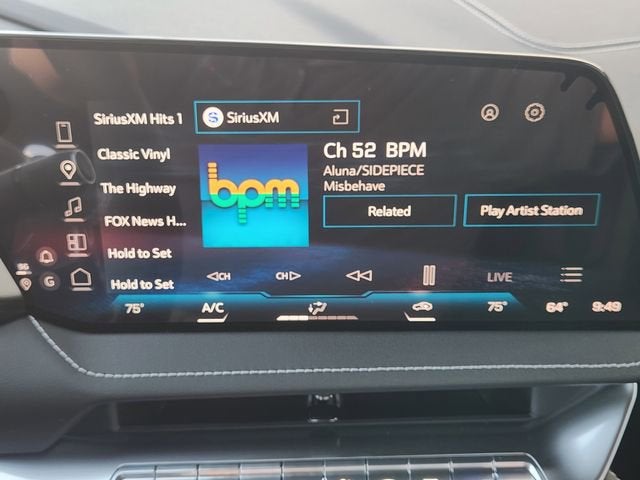 SiriusXM Hits 1
SiriusXM
Classic Vinyl
Ch 52 BPM
Aluna/SIDEPIECE
Misbehave
The Highway
bpm
Related
Play Artist Station
FOX News H...
Hold to Set
Hold to Set
G
CH
CH
LIVE
75°
A/C
75°
64°
9:49